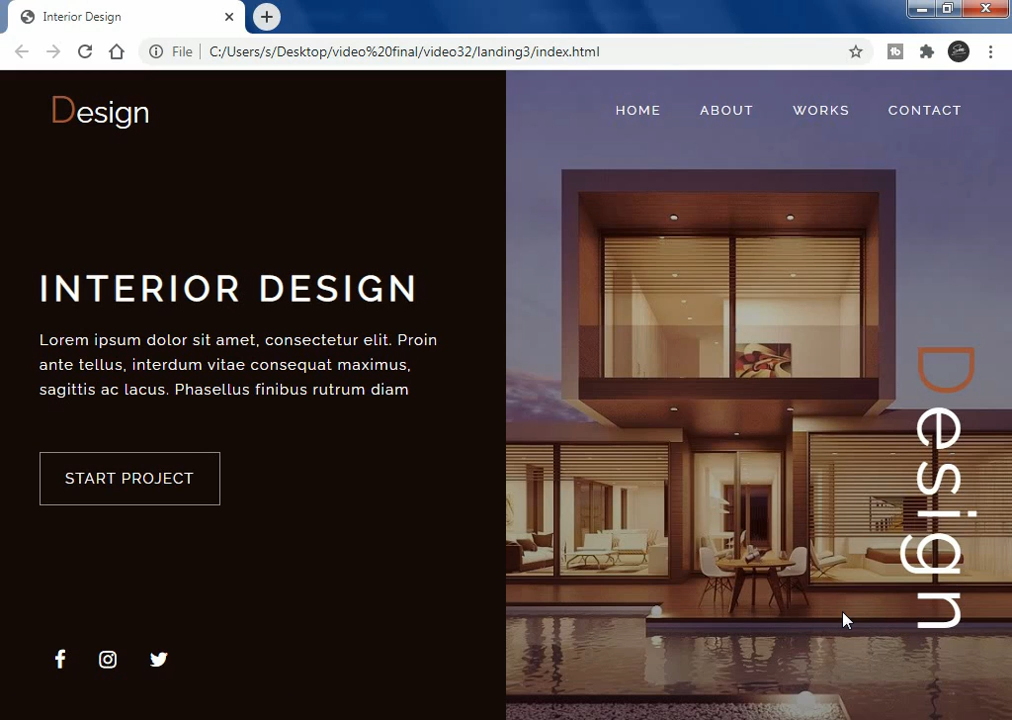 Interior Design
File
C:/Users/s/Desktop/video%20final/video32/landing3/index.html
Design
HOME ABOUT WORKS CONTACT
INTERIOR DESIGN
Lorem ipsum dolor sit amet, consectetur elit. Proin
ante tellus, interdum vitae consequat maximus,
sagittis ac lacus. Phasellus finibus rutrum diam
START PROJECT
Design